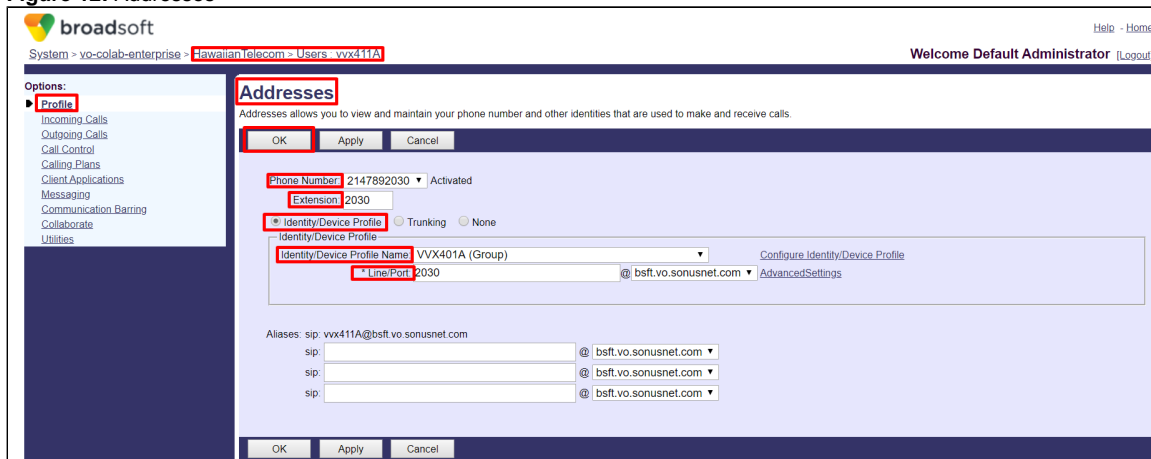 Figure 12: Addresses
broadsoft
Help - Home
System > vo-colab-enterprise > HawaiianTelecom > Users : vvx411A
Welcome Default Administrator [Logout
Options:
Profile
Incoming Calls
Outgoing Calls
Call Control
Calling Plans
Client Applications
Messaging
Communication Barring
Collaborate
Utilities
Addresses
Addresses allows you to view and maintain your phone number and other identities that are used to make and receive calls.
OK Apply Cancel
Phone Number: 2147892030 Activated
Extension: 2030
Identity/Device Profile Trunking None
Identity/Device Profile
Identity/Device Profile Name: VVX401A (Group) Configure Identity/Device Profile
* Line/Port: 2030 @ bsft.vo.sonusnet.com AdvancedSettings
Aliases: sip: vvx411A@bsft.vo.sonusnet.com
sip: @ bsft.vo.sonusnet.com
sip: @ bsft.vo.sonusnet.com
sip: @ bsft.vo.sonusnet.com
OK Apply Cancel